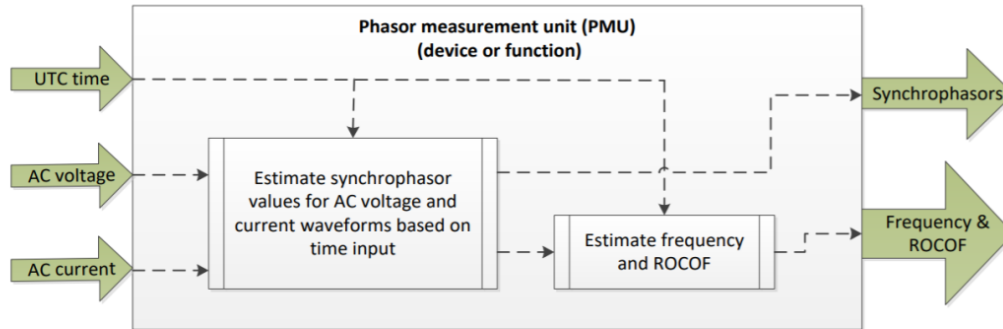 Phasor measurement unit (PMU)
(device or function)
UTC time
Synchrophasors
AC voltage
Estimate synchrophasor
values for AC voltage and
current waveforms based on
time input
Frequency &
ROCOF
Estimate frequency
and ROCOF
AC current